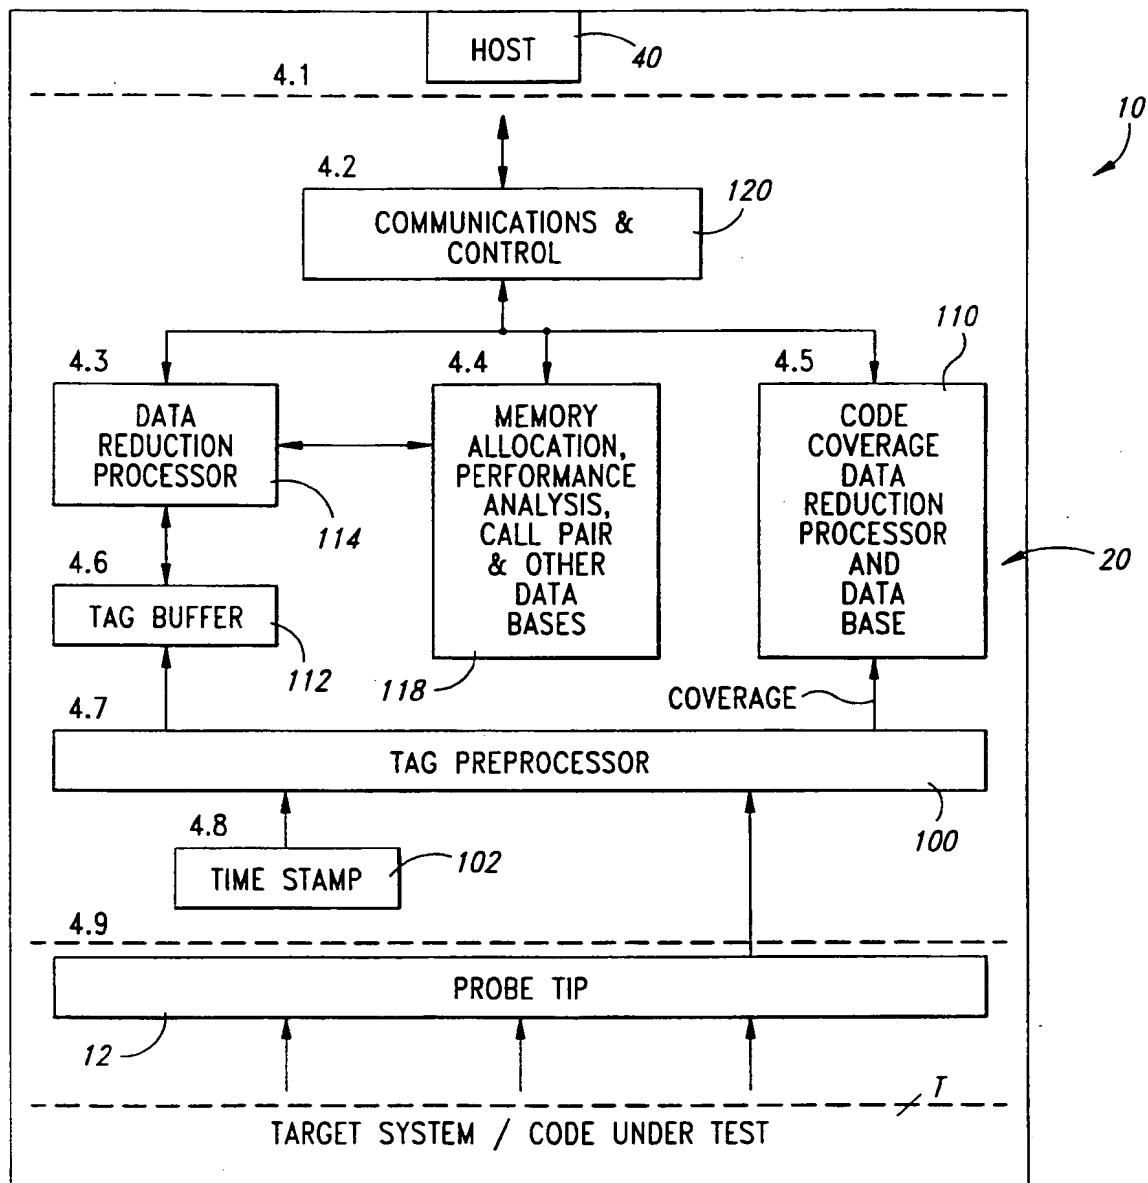 HOST
40
4.1
10
4.2
COMMUNICATIONS &
CONTROL
120
110
4.3
DATA
REDUCTION
PROCESSOR
114
4.4
MEMORY
ALLOCATION,
PERFORMANCE
ANALYSIS,
CALL PAIR
& OTHER
DATA
BASES
118
4.5
CODE
COVERAGE
DATA
REDUCTION
PROCESSOR
AND
DATA
BASE
20
4.6
TAG BUFFER
112
COVERAGE
4.7
TAG PREPROCESSOR
100
4.8
TIME STAMP
102
4.9
PROBE TIP
12
T
TARGET SYSTEM / CODE UNDER TEST